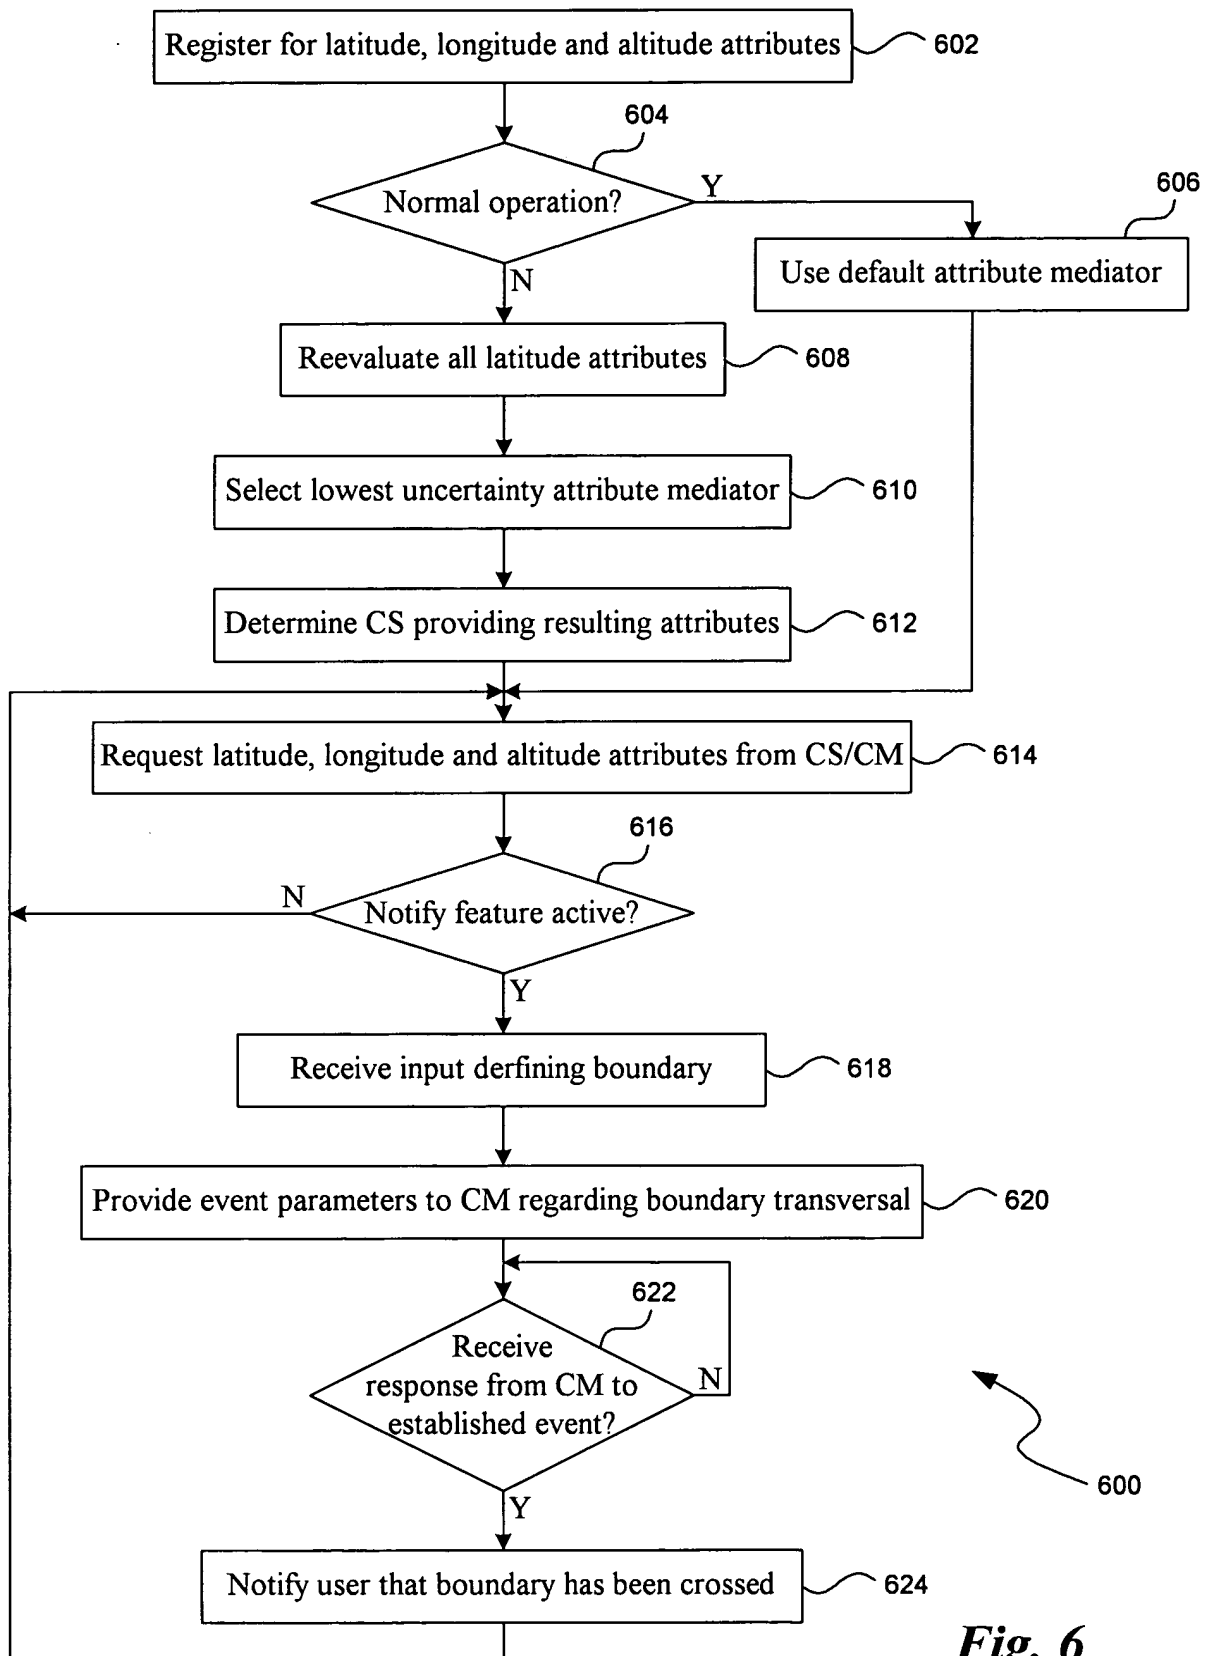 Register for latitude, longitude and altitude attributes
602
604
Normal operation?
Y
606
Use default attribute mediator
N
Reevaluate all latitude attributes
608
Select lowest uncertainty attribute mediator
610
Determine CS providing resulting attributes
612
Request latitude, longitude and altitude attributes from CS/CM
614
616
N
Notify feature active?
Y
Receive input derfining boundary
618
Provide event parameters to CM regarding boundary transversal
620
622
Receive
response from CM to
established event?
N
600
Y
Notify user that boundary has been crossed
624
Fig. 6